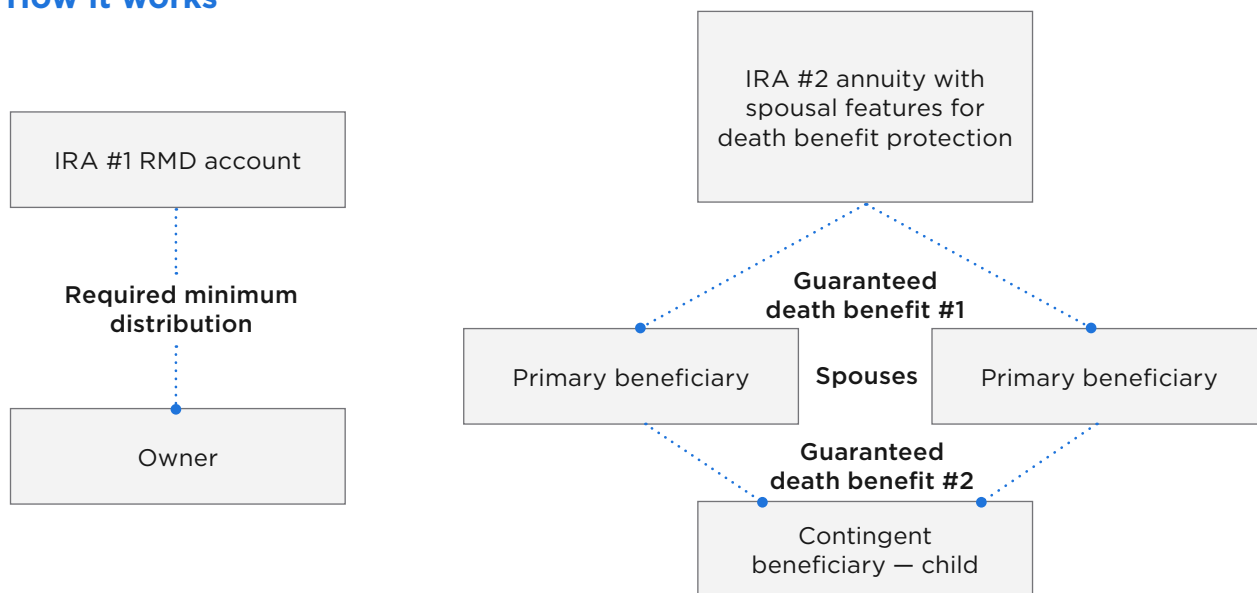 How it works
IRA #1 RMD account
Required minimum
distribution
Owner
IRA #2 annuity with
spousal features for
death benefit protection
Guaranteed
death benefit #1
Primary beneficiary
Spouses
Primary beneficiary
Guaranteed
death benefit #2
Contingent
beneficiary — child